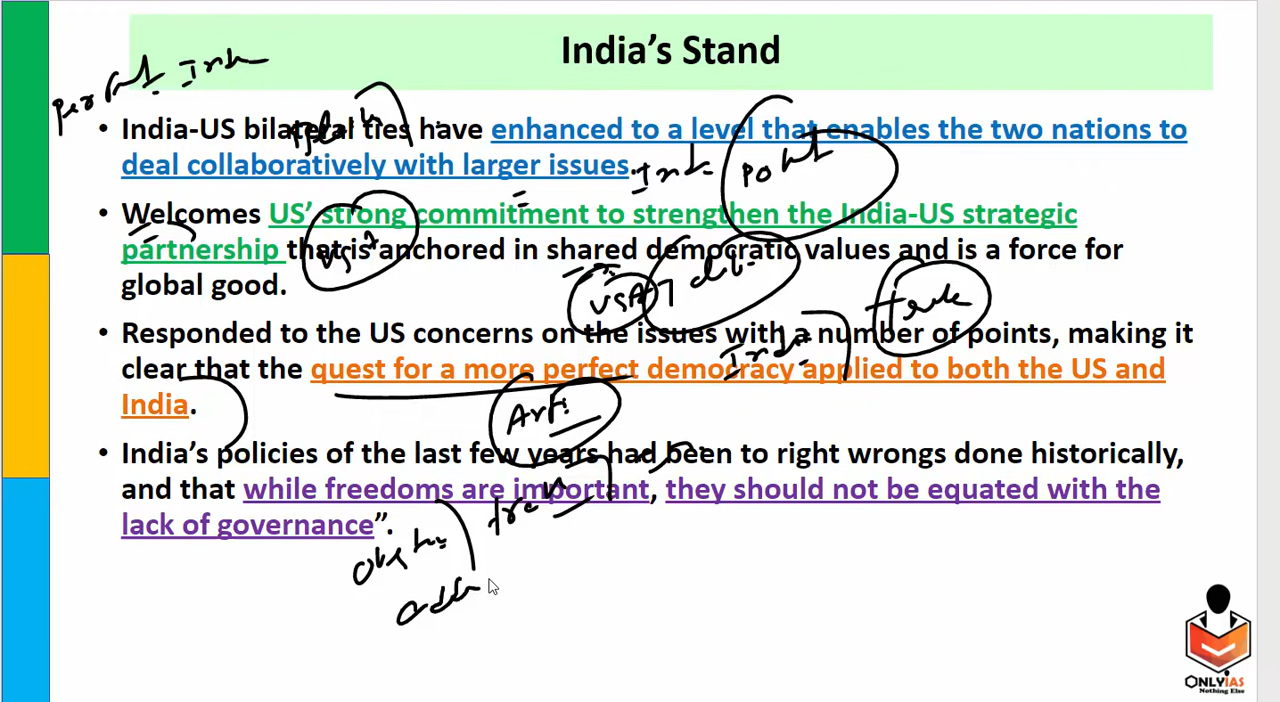 India's Stand
• India-US bilateral ties have enhanced to a level that enables the two nations to
deal collaboratively with larger issues.
• Welcomes US' strong commitment to strengthen the India-US strategic
partnership that is anchored in shared democratic values and is a force for
global good.
• Responded to the US concerns on the issues with a number of points, making it
clear that the quest for a more perfect democracy applied to both the US and
India.
• India's policies of the last few years had been to right wrongs done historically,
and that while freedoms are important, they should not be equated with the
lack of governance”.
USA
ONLYIAS
Nothing Else